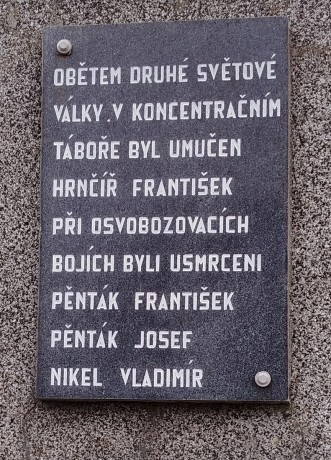 OBĚTEM DRUHÉ SVĚTOVÉ
VÁLKY. V KONCENTRAČNÍM
TÁBOŘE BYL UMUČEN
HRNČÍŘ FRANTIŠEK
PŘI OSVOBOZOVACÍCH
BOJÍCH BYLI USMRCENI
PĚNTÁK FRANTIŠEK
PĚNTÁK JOSEF
NIKEL VLADIMÍR